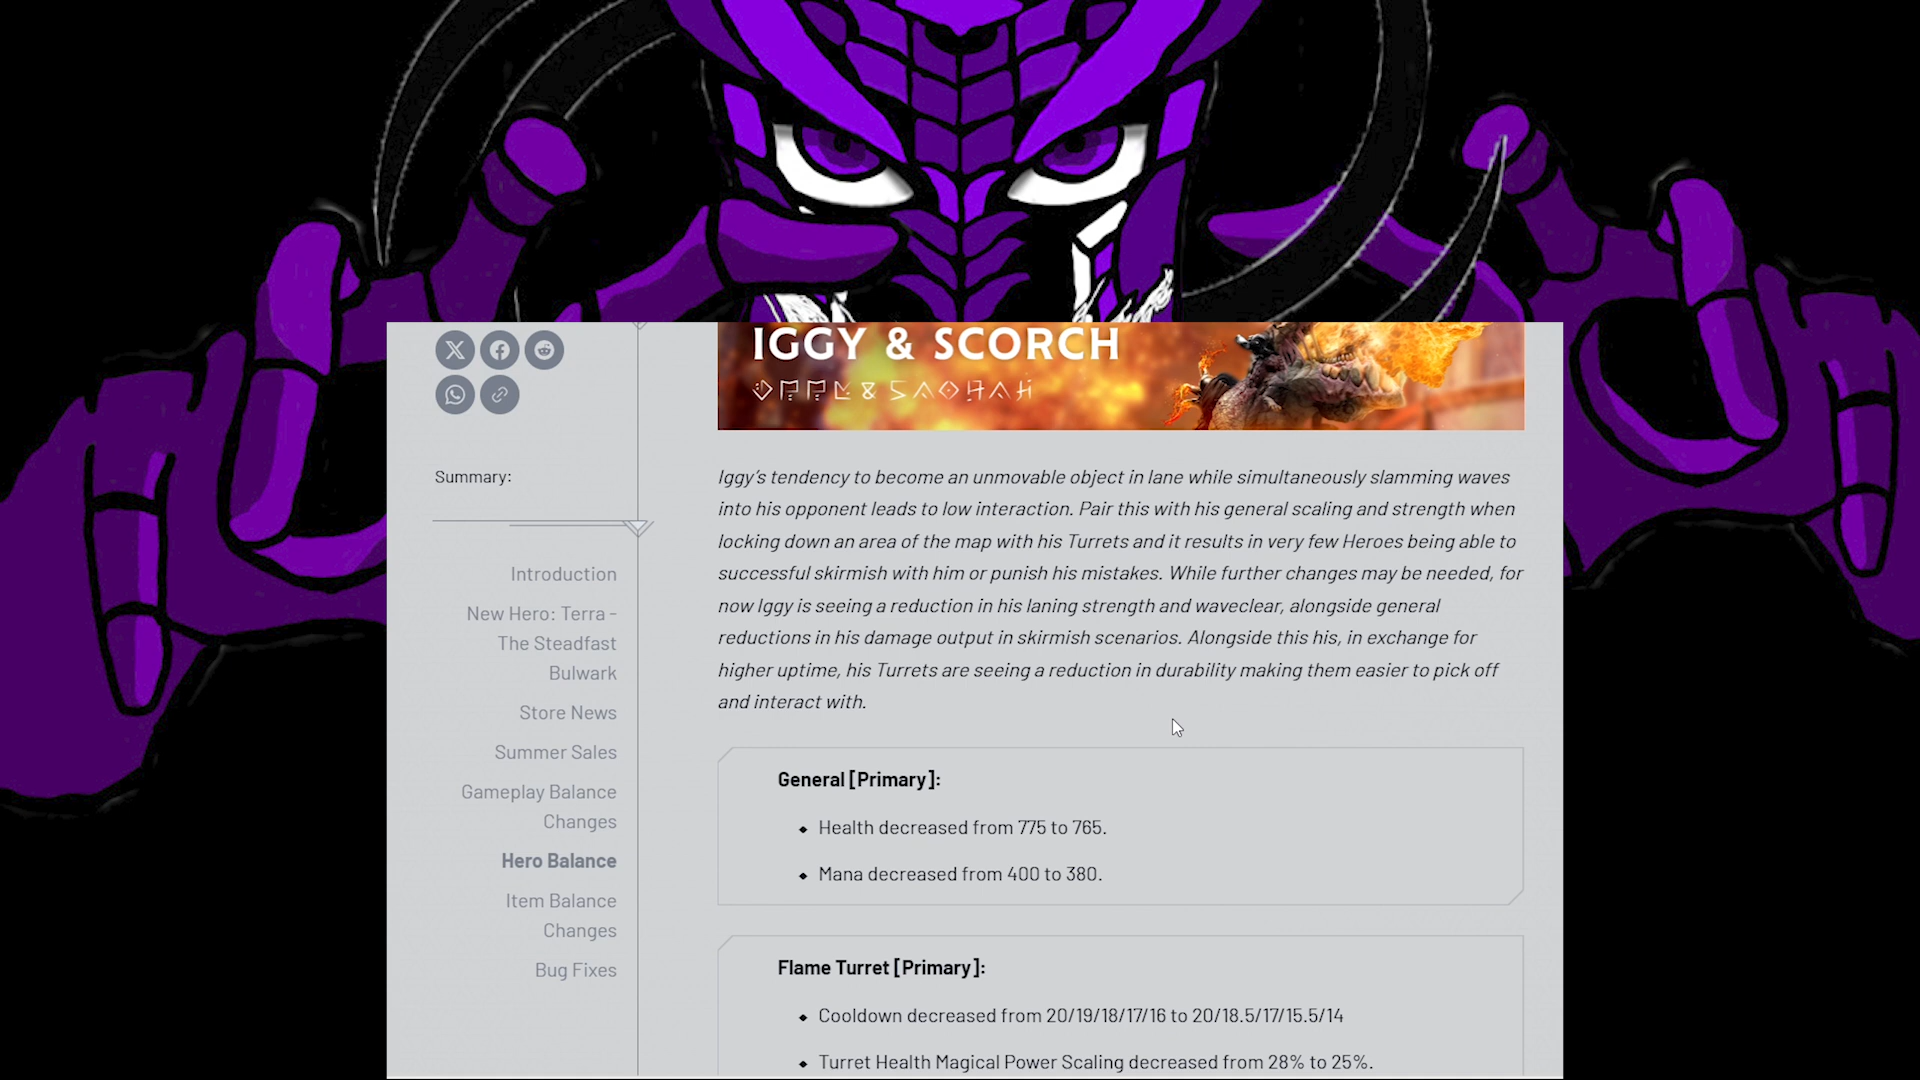 IGGY & SCORCH
Summary:
Introduction
New Hero: Terra -
The Steadfast
Bulwark
Store News
Summer Sales
Gameplay Balance
Changes
Hero Balance
Item Balance
Changes
Bug Fixes
Iggy's tendency to become an unmovable object in lane while simultaneously slamming waves
into his opponent leads to low interaction. Pair this with his general scaling and strength when
locking down an area of the map with his Turrets and it results in very few Heroes being able to
successful skirmish with him or punish his mistakes. While further changes may be needed, for
now Iggy is seeing a reduction in his laning strength and waveclear, alongside general
reductions in his damage output in skirmish scenarios. Alongside this his, in exchange for
higher uptime, his Turrets are seeing a reduction in durability making them easier to pick off
and interact with.
General [Primary]:
Health decreased from 775 to 765.
Mana decreased from 400 to 380.
Flame Turret [Primary]:
Cooldown decreased from 20/19/18/17/16 to 20/18.5/17/15.5/14
Turret Health Magical Power Scaling decreased from 28% to 25%.